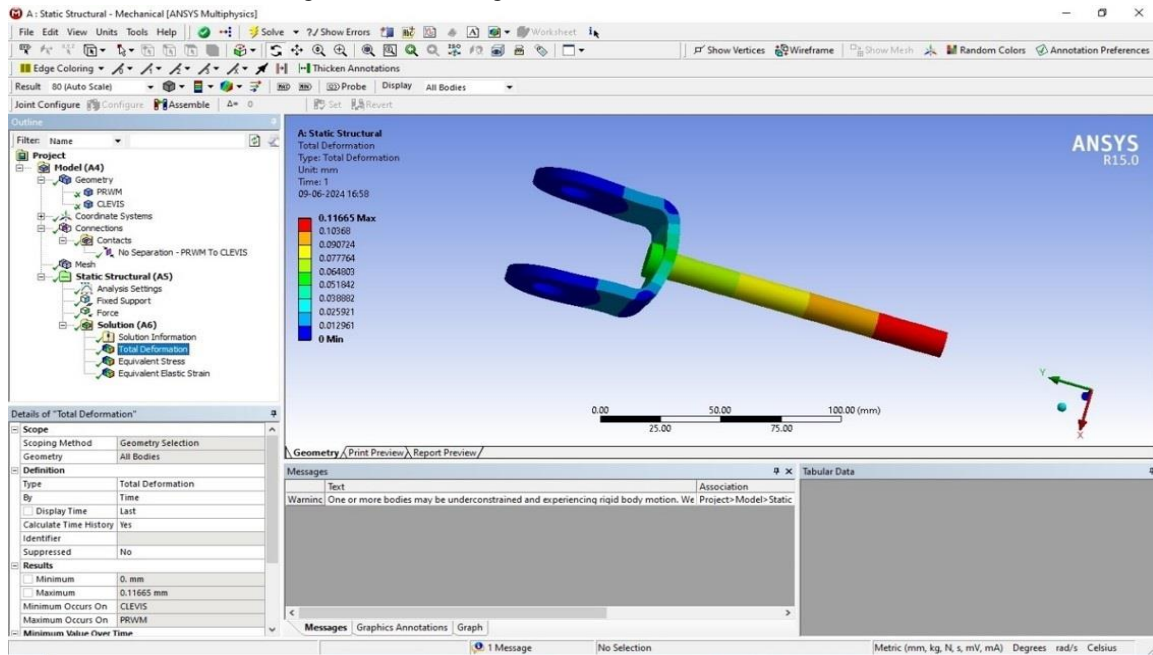 A : Static Structural - Mechanical [ANSYS Multiphysics]
File Edit View Units Tools Help Solve ?/ Show Errors Worksheet
Show Vertices Wireframe Show Mesh Random Colors Annotation Preferences
Edge Coloring Thicken Annotations
Result 80 (Auto Scale) Probe Display All Bodies
Joint Configure Configure Assemble Δ= 0 Set Revert
Outline
Filter: Name
Project
Model (A4)
Geometry
PRWM
CLEVIS
Coordinate Systems
Connections
Contacts
No Separation - PRWM To CLEVIS
Mesh
Static Structural (A5)
Analysis Settings
Fixed Support
Force
Solution (A6)
Solution Information
Total Deformation
Equivalent Stress
Equivalent Elastic Strain
A: Static Structural
Total Deformation
Type: Total Deformation
Unit: mm
Time: 1
09-06-2024 16:58
0.11665 Max
0.10368
0.090724
0.077764
0.064803
0.051842
0.038882
0.025921
0.012961
0 Min
ANSYS
R15.0
Y
X
0.00 50.00 100.00 (mm)
25.00 75.00
Geometry Print Preview Report Preview
Details of "Total Deformation"
Scope
Scoping Method Geometry Selection
Geometry All Bodies
Definition
Type Total Deformation
By Time
Display Time Last
Calculate Time History Yes
Identifier
Suppressed No
Results
Minimum 0. mm
Maximum 0.11665 mm
Minimum Occurs On CLEVIS
Maximum Occurs On PRWM
Minimum Value Over Time
Messages
Text Association
Warning One or more bodies may be underconstrained and experiencing rigid body motion. We Project>Model>Static
Messages Graphics Annotations Graph
Tabular Data
1 Message No Selection Metric (mm, kg, N, s, mV, mA) Degrees rad/s Celsius